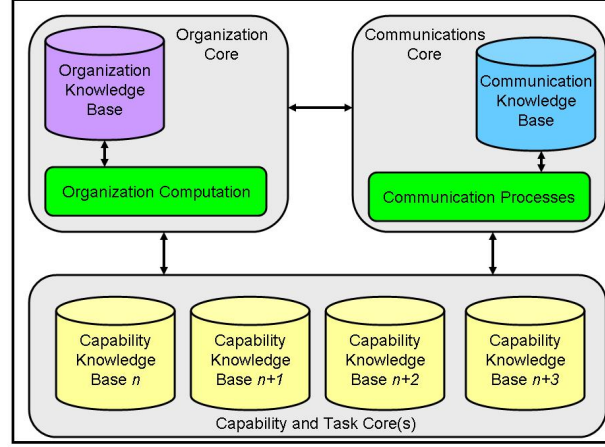 Organization
Core
Organization
Knowledge
Base
Organization Computation
Communications
Core
Communication
Knowledge
Base
Communication Processes
Capability
Knowledge
Base n
Capability
Knowledge
Base n+1
Capability
Knowledge
Base n+2
Capability
Knowledge
Base n+3
Capability and Task Core(s)